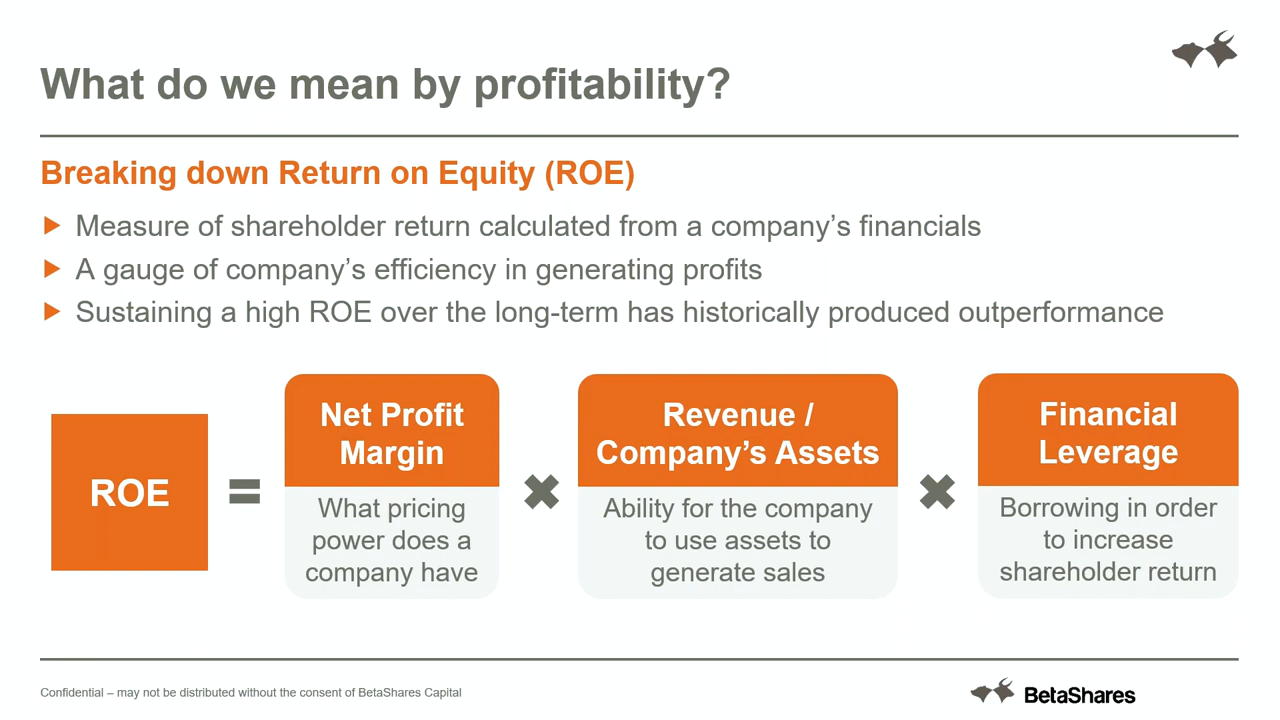 What do we mean by profitability?
Breaking down Return on Equity (ROE)
Measure of shareholder return calculated from a company’s financials
A gauge of company’s efficiency in generating profits
Sustaining a high ROE over the long-term has historically produced outperformance
ROE
=
Net Profit
Margin
What pricing
power does a
company have
✖
Revenue /
Company’s Assets
Ability for the company
to use assets to
generate sales
✖
Financial
Leverage
Borrowing in order
to increase
shareholder return
Confidential – may not be distributed without the consent of BetaShares Capital
BetaShares